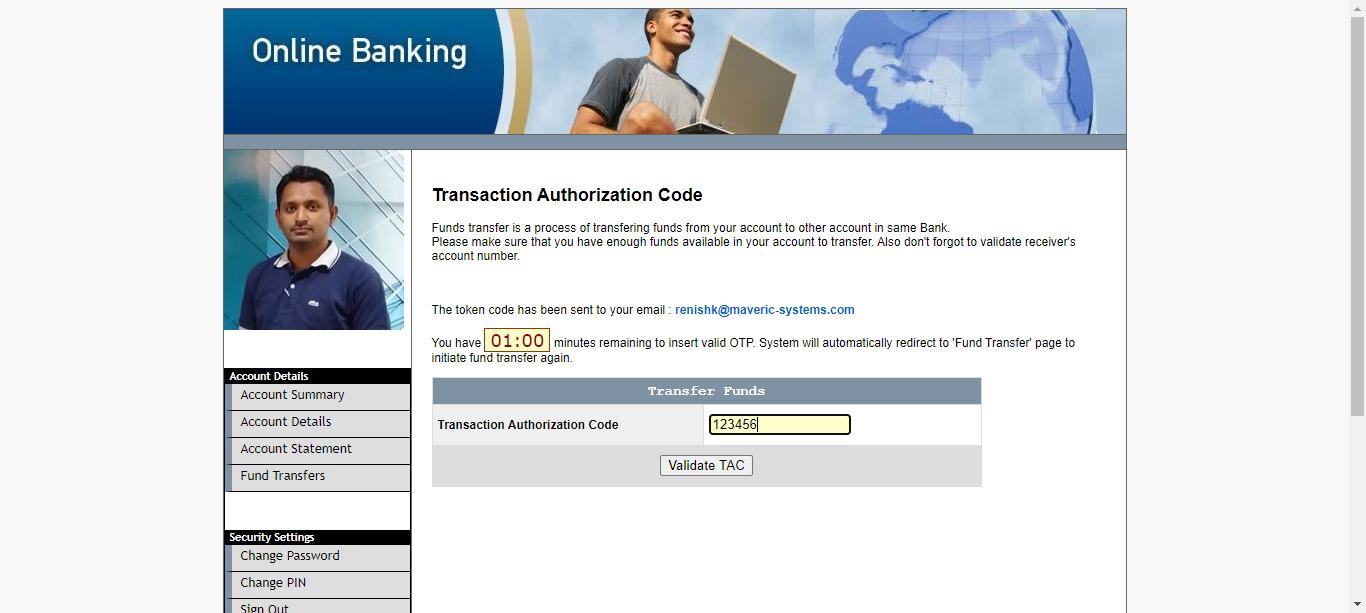 Online Banking
Transaction Authorization Code
Funds transfer is a process of transfering funds from your account to other account in same Bank.
Please make sure that you have enough funds available in your account to transfer. Also don't forgot to validate receiver's
account number.
The token code has been sent to your email : renishk@maveric-systems.com
You have 01:00 minutes remaining to insert valid OTP. System will automatically redirect to 'Fund Transfer' page to
initiate fund transfer again.
Transfer Funds
Transaction Authorization Code 123456
Validate TAC
Account Details
Account Summary
Account Details
Account Statement
Fund Transfers
Security Settings
Change Password
Change PIN
Sign Out